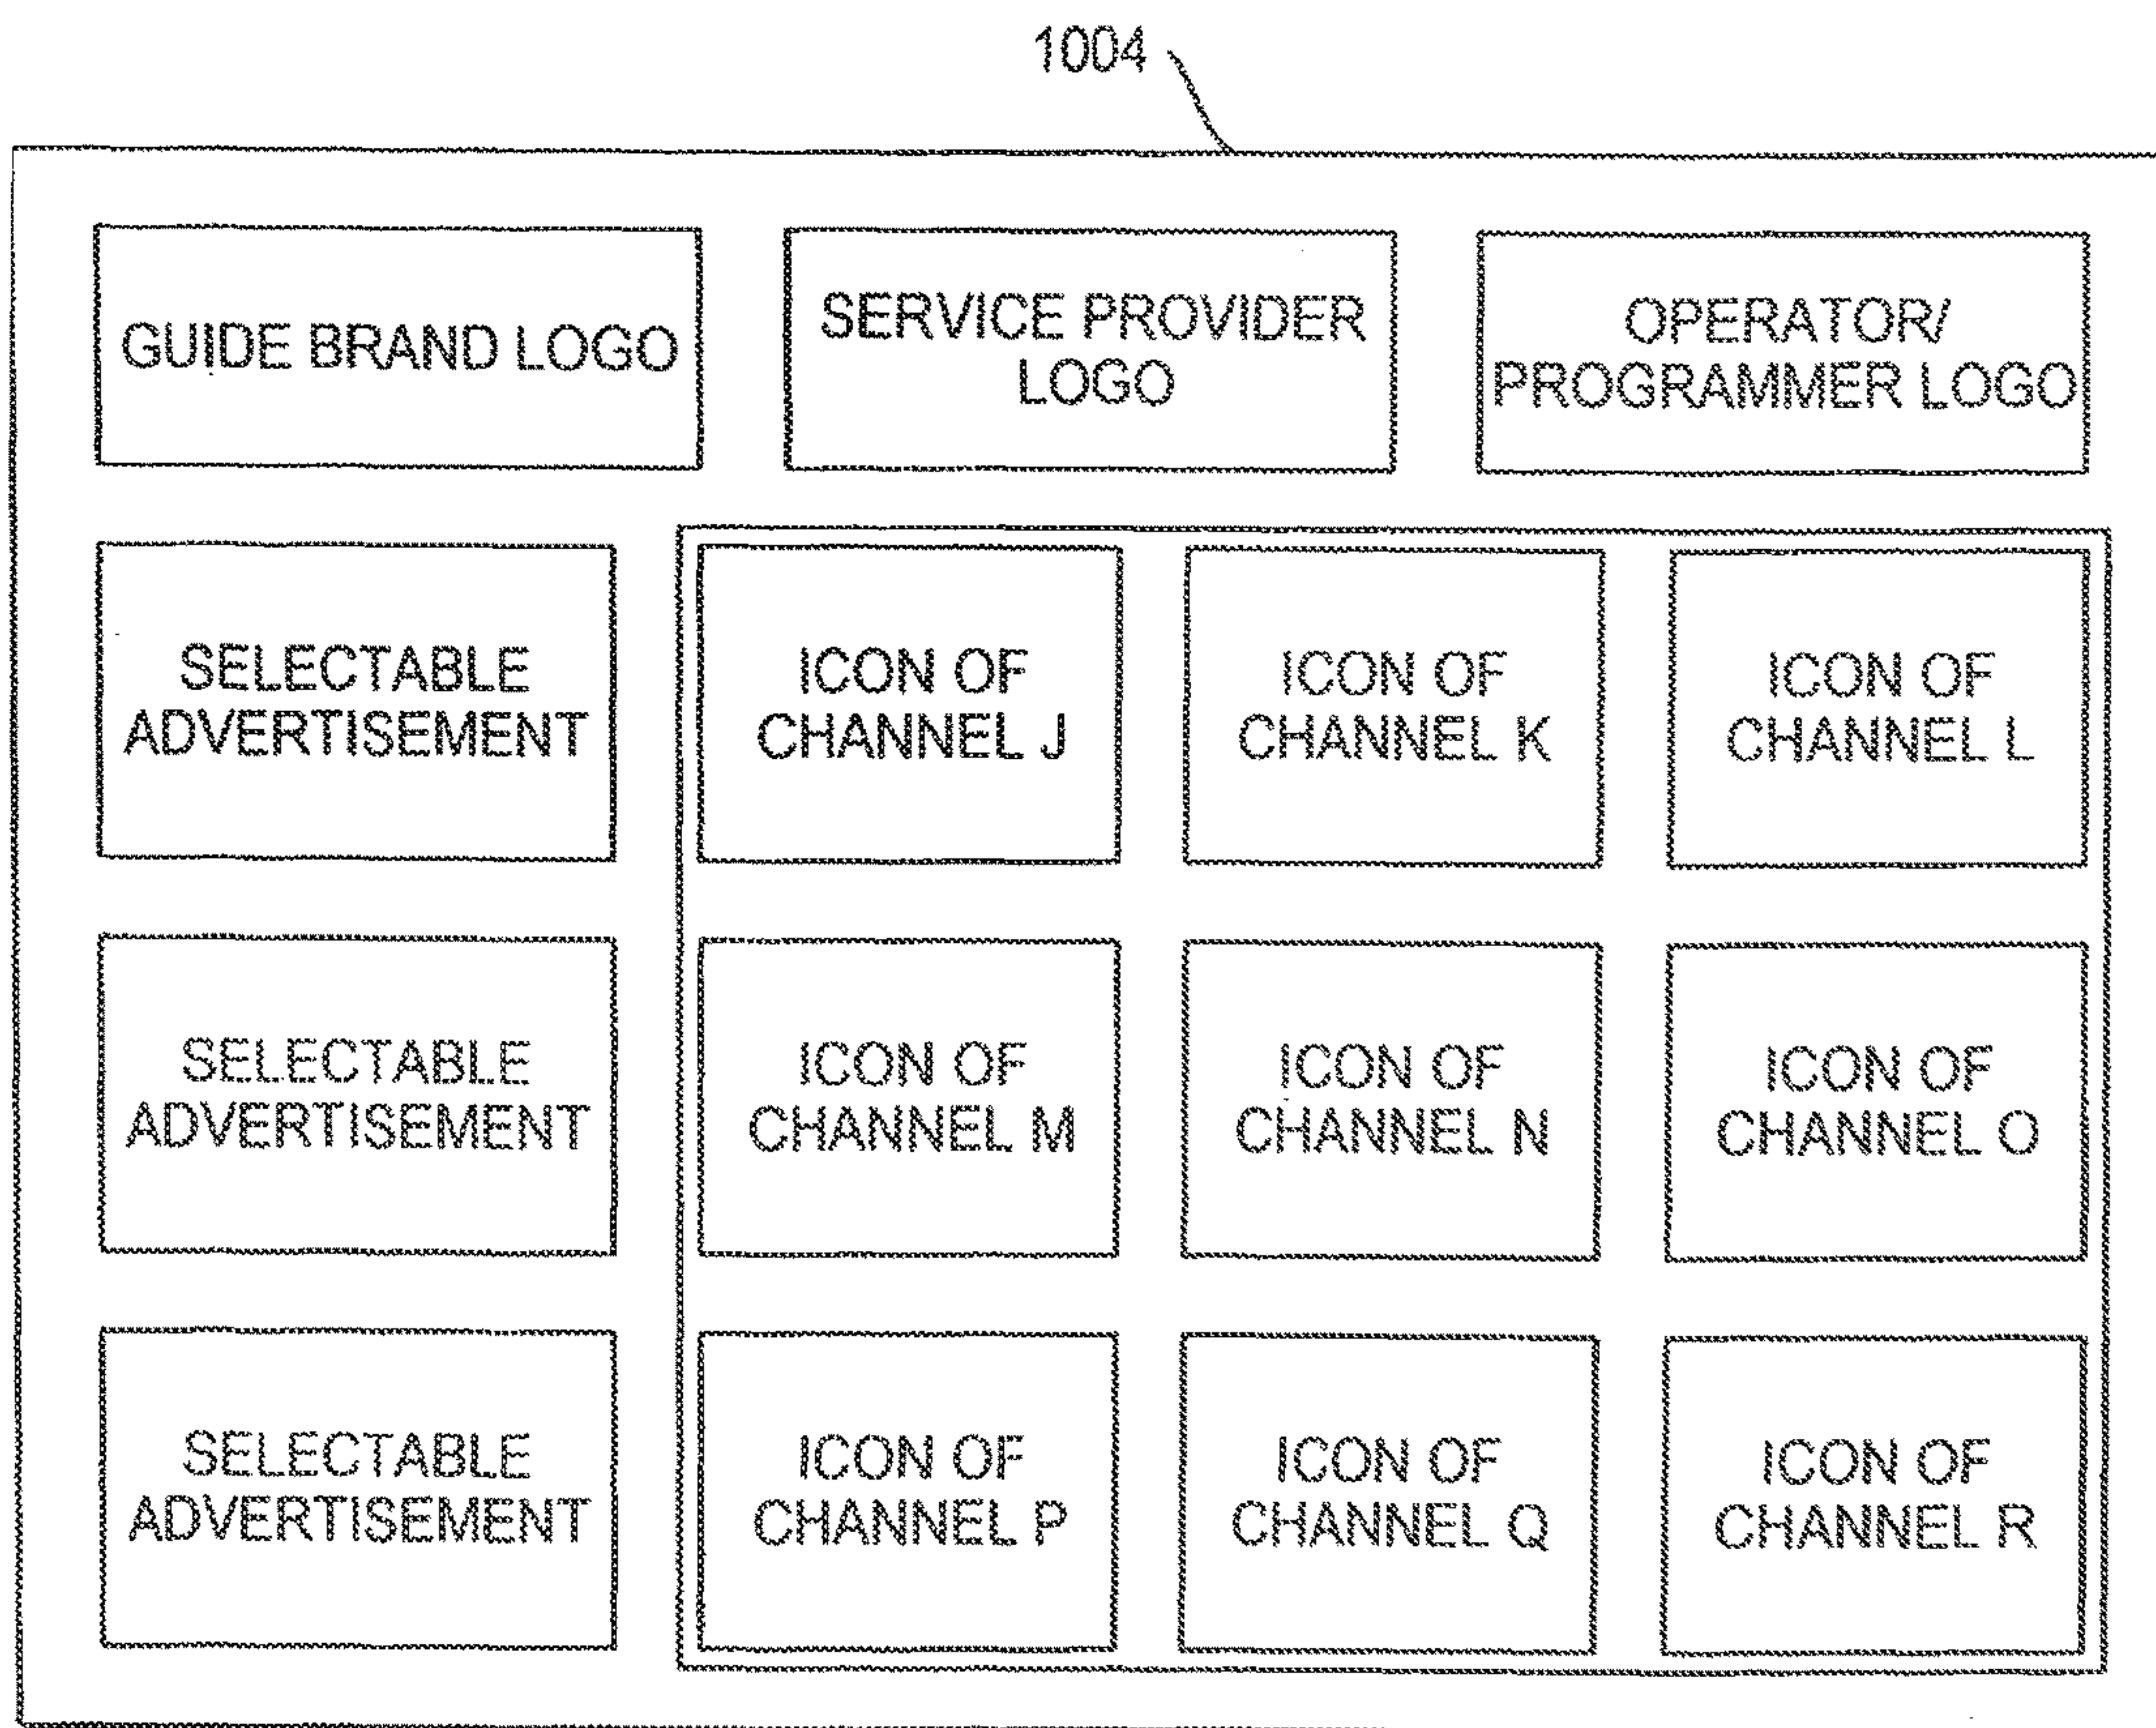 1004
GUIDE BRAND LOGO
SERVICE PROVIDER
LOGO
OPERATOR/
PROGRAMMER LOGO
SELECTABLE
ADVERTISEMENT
ICON OF
CHANNEL J
ICON OF
CHANNEL K
ICON OF
CHANNEL L
SELECTABLE
ADVERTISEMENT
ICON OF
CHANNEL M
ICON OF
CHANNEL N
ICON OF
CHANNEL O
SELECTABLE
ADVERTISEMENT
ICON OF
CHANNEL P
ICON OF
CHANNEL Q
ICON OF
CHANNEL R